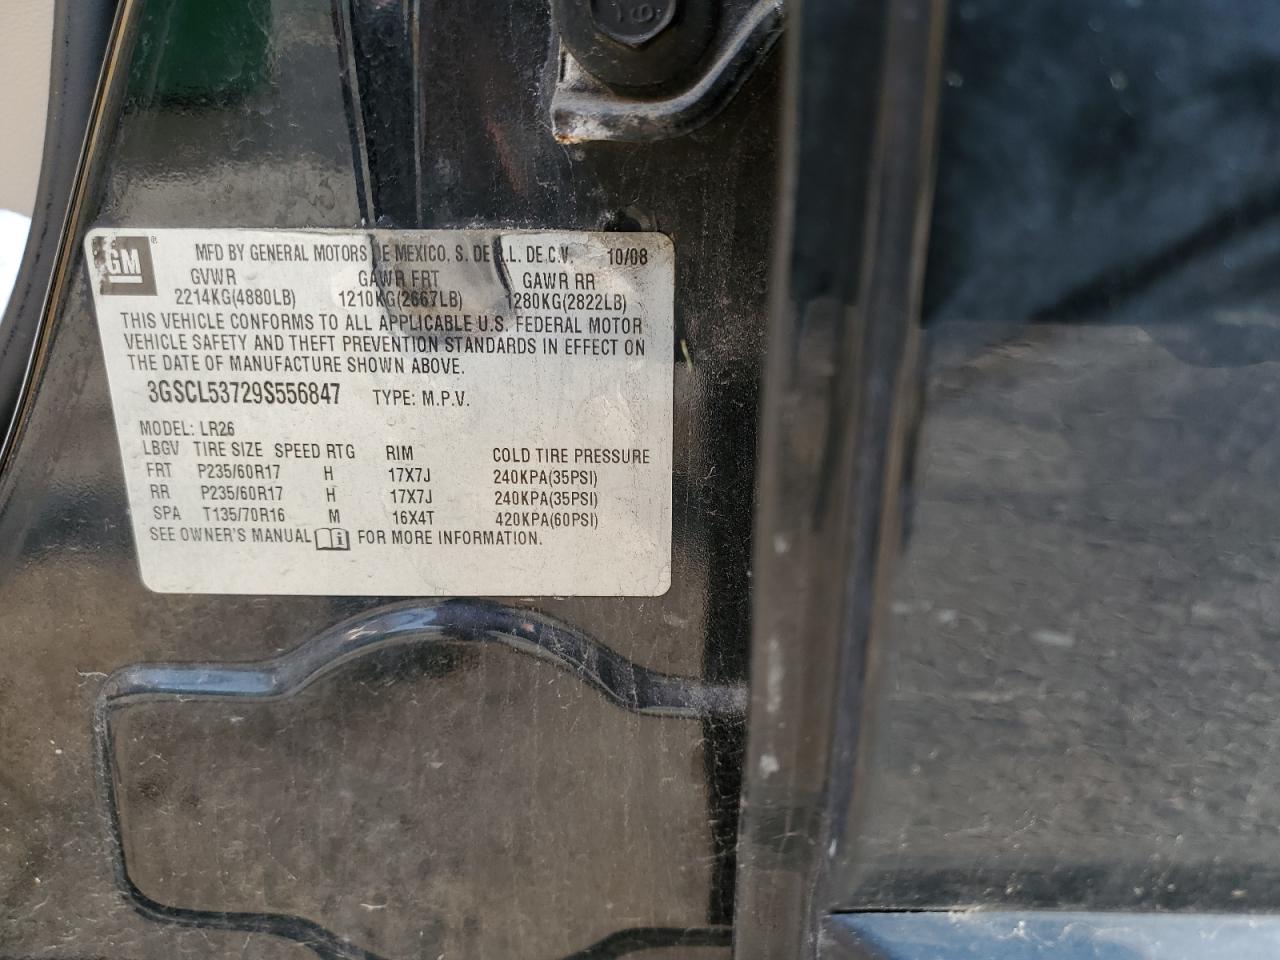 16
GM ®
MFD BY GENERAL MOTORS DE MEXICO, S. DE R.L. DE C.V. 10/08
GVWR GAWR FRT GAWR RR
2214KG(4880LB) 1210KG(2667LB) 1280KG(2822LB)
THIS VEHICLE CONFORMS TO ALL APPLICABLE U.S. FEDERAL MOTOR
VEHICLE SAFETY AND THEFT PREVENTION STANDARDS IN EFFECT ON
THE DATE OF MANUFACTURE SHOWN ABOVE.
3GSCL53729S556847 TYPE: M.P.V.
MODEL: LR26
LBGV TIRE SIZE SPEED RTG RIM COLD TIRE PRESSURE
FRT P235/60R17 H 17X7J 240KPA(35PSI)
RR P235/60R17 H 17X7J 240KPA(35PSI)
SPA T135/70R16 M 16X4T 420KPA(60PSI)
SEE OWNER'S MANUAL FOR MORE INFORMATION.